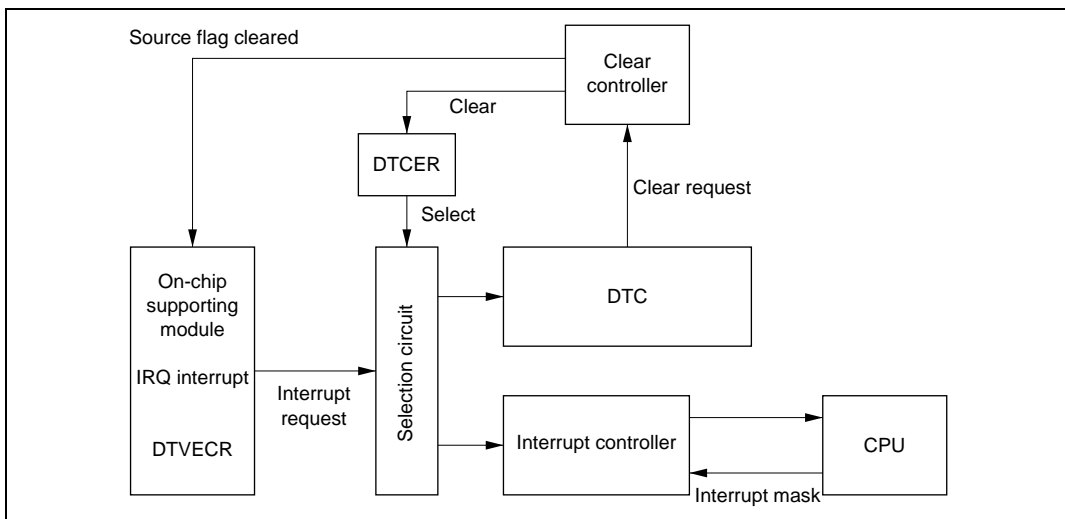 Source flag cleared
Clear
controller
Clear
DTCER
Clear request
Select
On-chip
supporting
module
IRQ interrupt
DTVECR
Interrupt
request
Selection circuit
DTC
Interrupt controller
CPU
Interrupt mask